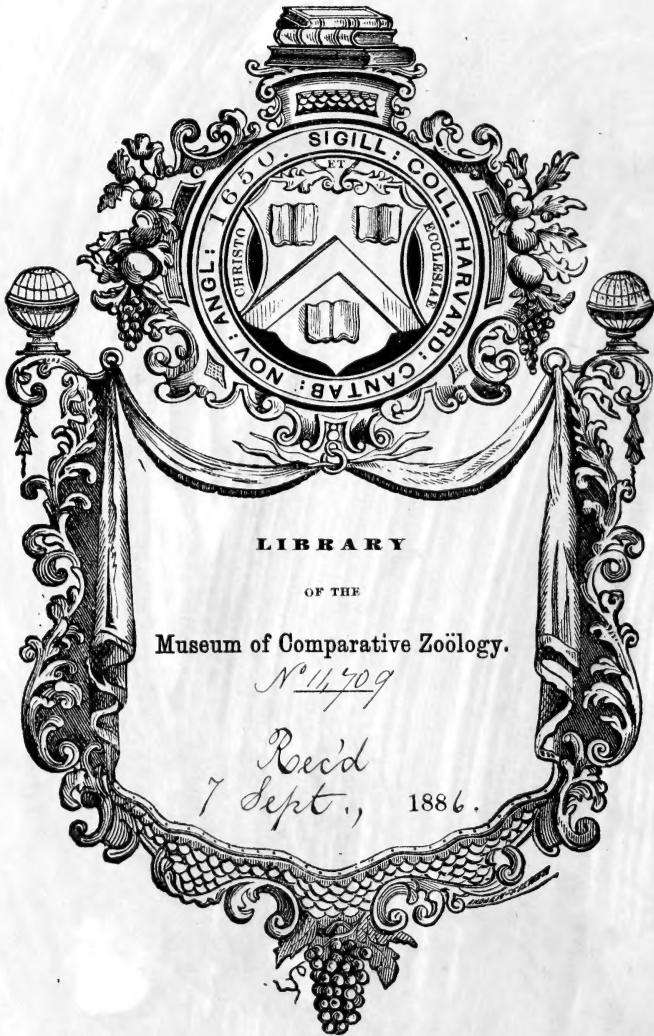 SIGILL: COLL: HARVARD: CANTAB: NOV: ANGL: 1650.
CHRISTO ET ECCLESIÆ
LIBRARY
OF THE
Museum of Comparative Zoölogy.
No 11,709
Rec'd
7 Sept., 1886.